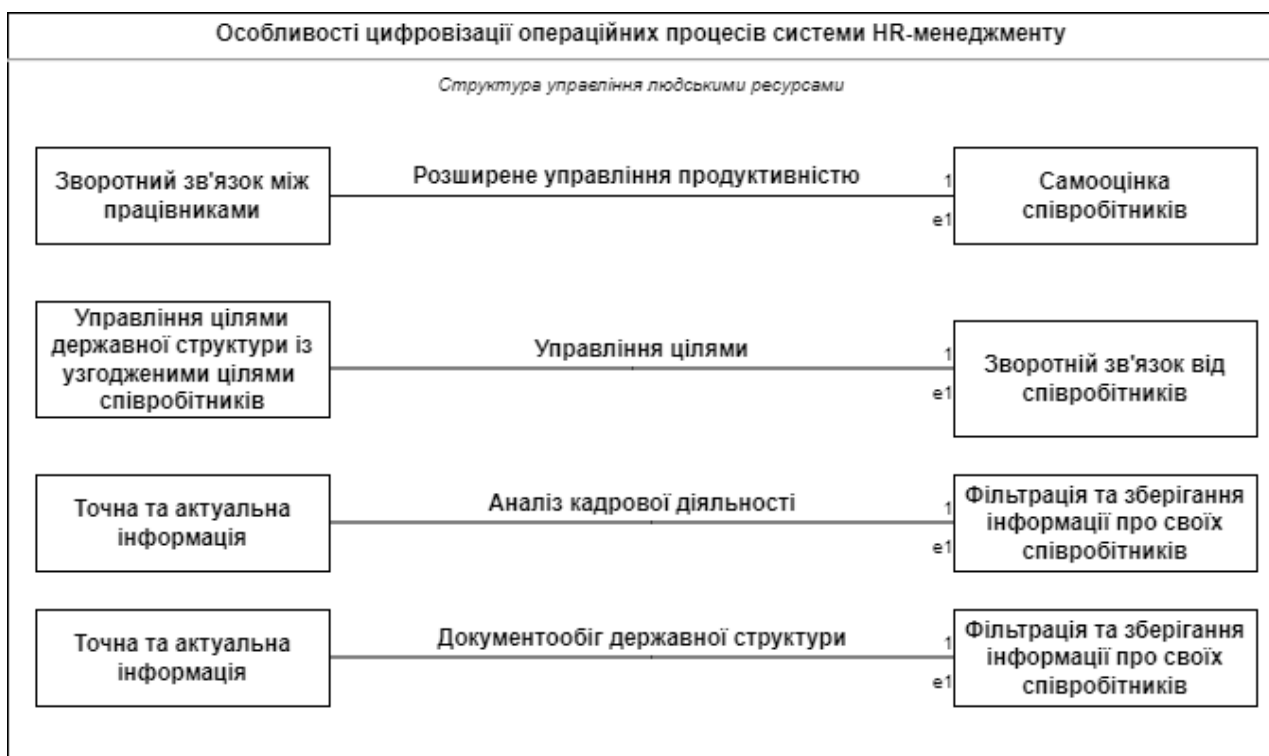 Особливості цифровізації операційних процесів системи HR-менеджменту
Структура управління людськими ресурсами
Зворотний зв'язок між
працівниками
Розширене управління продуктивністю
1
e1
Самооцінка
співробітників
Управління цілями
державної структури із
узгодженими цілями
співробітників
Управління цілями
1
e1
Зворотній зв'язок від
співробітників
Точна та актуальна
інформація
Аналіз кадрової діяльності
1
e1
Фільтрація та зберігання
інформації про своїх
співробітників
Точна та актуальна
інформація
Документообіг державної структури
1
e1
Фільтрація та зберігання
інформації про своїх
співробітників